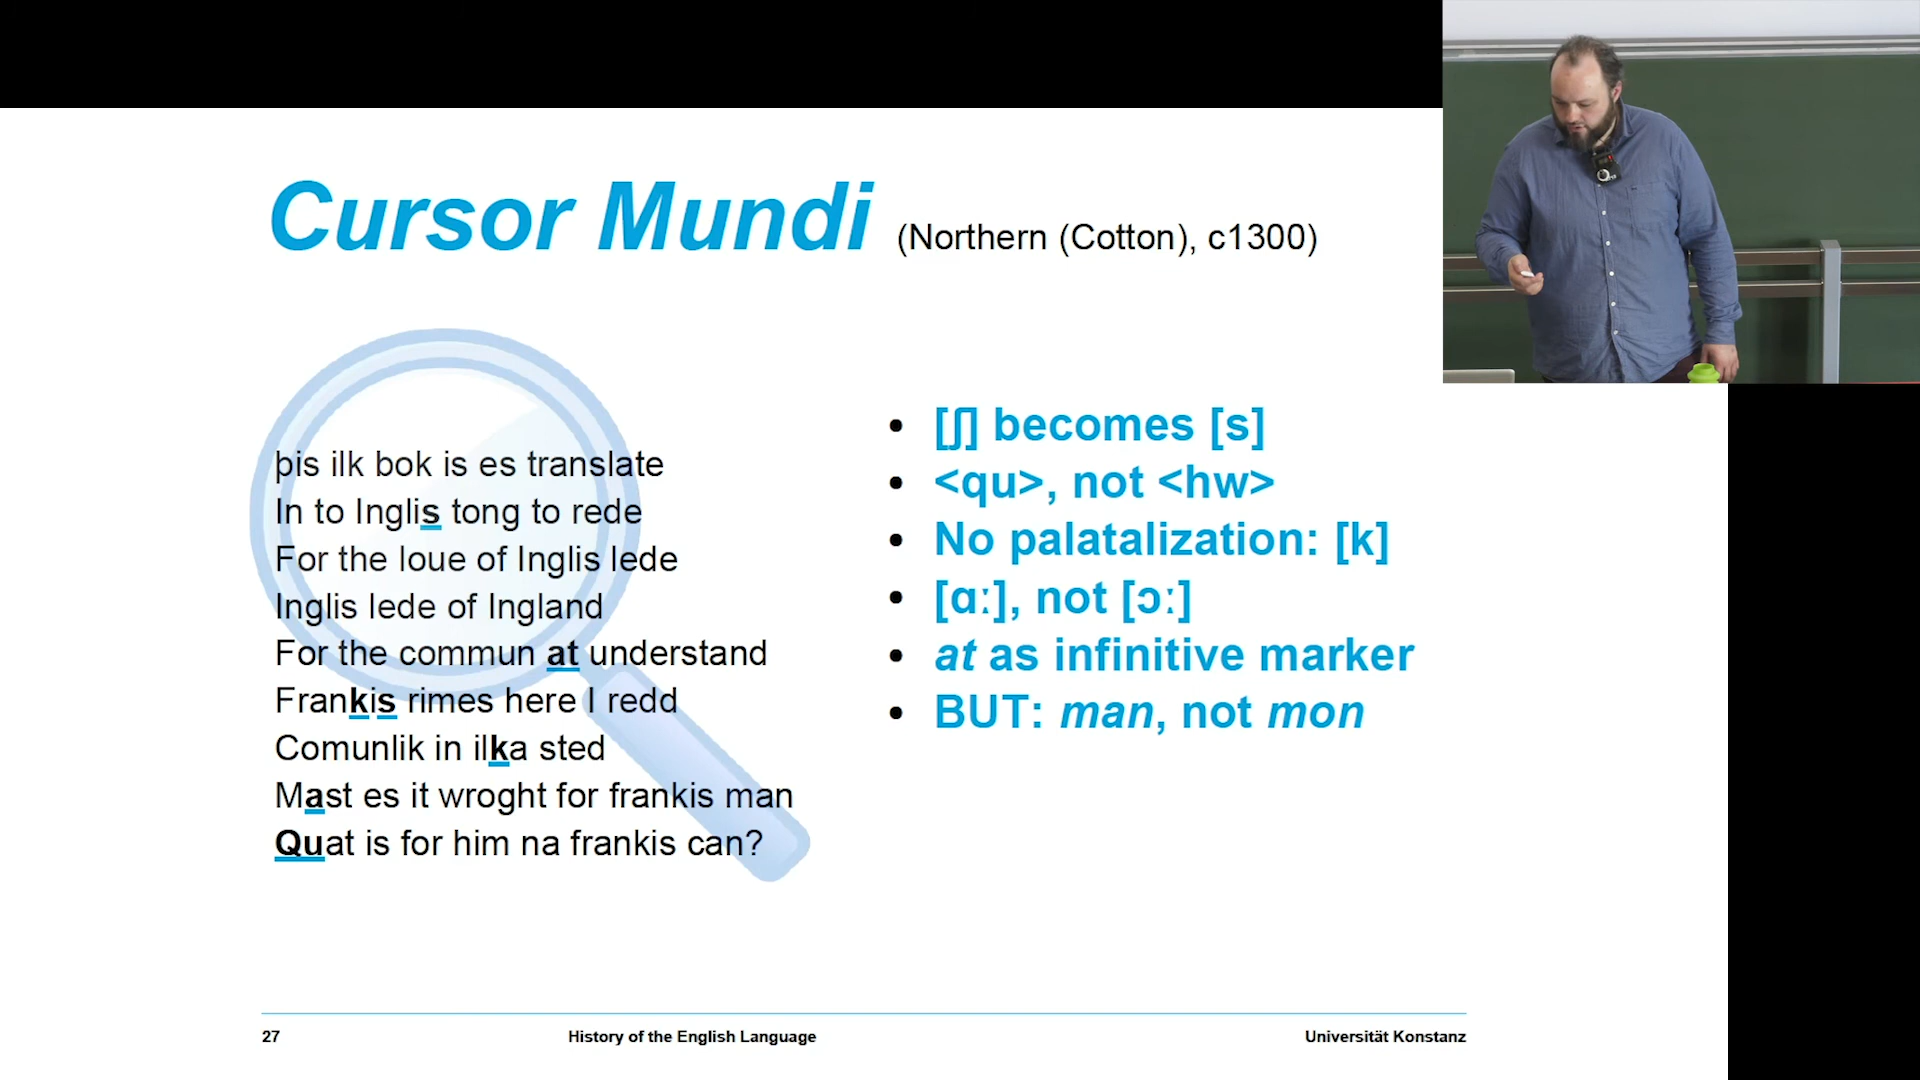 Cursor Mundi (Northern (Cotton), c1300)
þis ilk bok is es translate
In to Inglis tong to rede
For the loue of Inglis lede
Inglis lede of Ingland
For the commun at understand
Frankis rimes here I redd
Comunlik in ilka sted
Mast es it wroght for frankis man
Quat is for him na frankis can?
• [ʃ] becomes [s]
• <qu>, not <hw>
• No palatalization: [k]
• [ɑː], not [ɔː]
• at as infinitive marker
• BUT: man, not mon
27 History of the English Language Universität Konstanz